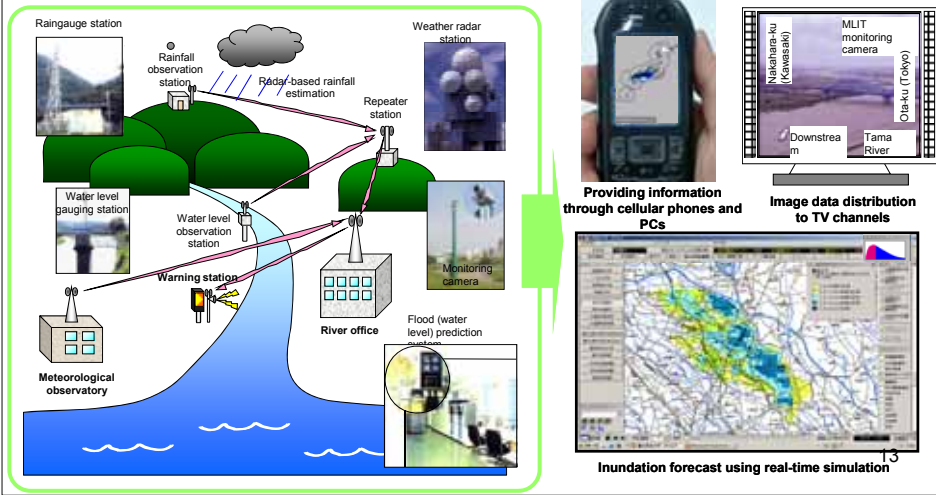 Raingauge station
Rainfall
observation
station
Radar-based rainfall
estimation
Weather radar
station
Repeater
station
Water level
gauging station
Water level
observation
station
Monitoring
camera
Warning station
River office
Meteorological
observatory
Flood (water
level) prediction
system
Providing information
through cellular phones and
PCs
Nakahara-ku
(Kawasaki)
MLIT
monitoring
camera
Ota-ku (Tokyo)
Downstrea
m
Tama
River
Image data distribution
to TV channels
Inundation forecast using real-time simulation
13